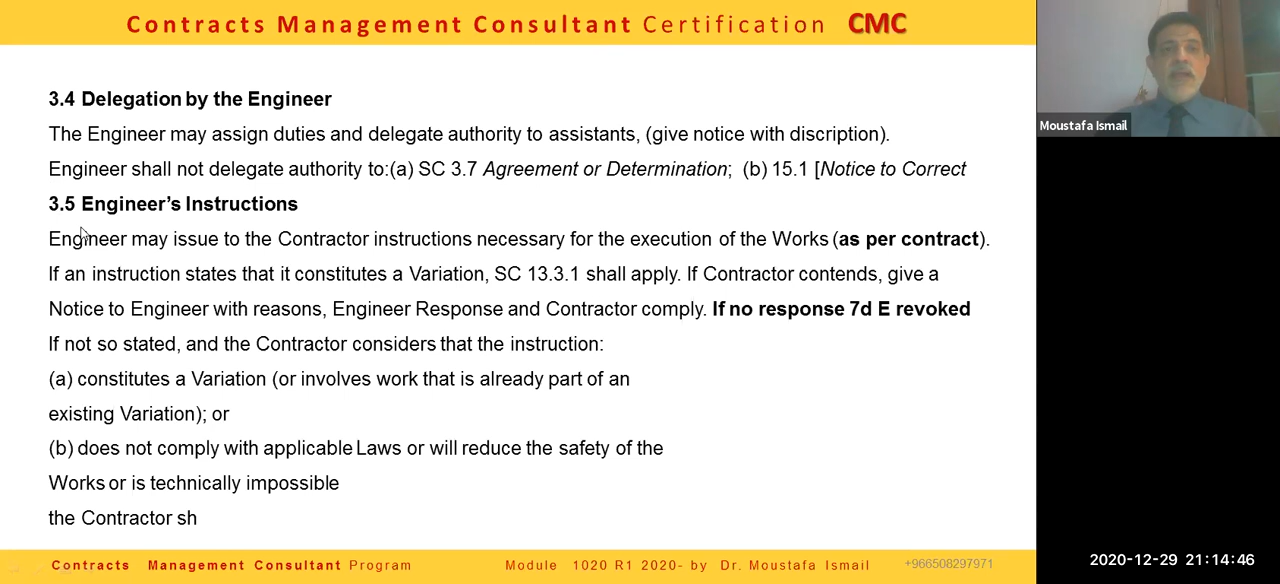 Contracts Management Consultant Certification CMC
3.4 Delegation by the Engineer
The Engineer may assign duties and delegate authority to assistants, (give notice with discription).
Engineer shall not delegate authority to:(a) SC 3.7 Agreement or Determination; (b) 15.1 [Notice to Correct
3.5 Engineer's Instructions
Engineer may issue to the Contractor instructions necessary for the execution of the Works (as per contract).
If an instruction states that it constitutes a Variation, SC 13.3.1 shall apply. If Contractor contends, give a
Notice to Engineer with reasons, Engineer Response and Contractor comply. If no response 7d E revoked
If not so stated, and the Contractor considers that the instruction:
(a) constitutes a Variation (or involves work that is already part of an
existing Variation); or
(b) does not comply with applicable Laws or will reduce the safety of the
Works or is technically impossible
the Contractor sh
Contracts Management Consultant Program
Module 1020 R1 2020- by Dr. Moustafa Ismail
+966508297971
Moustafa Ismail
2020-12-29 21:14:46